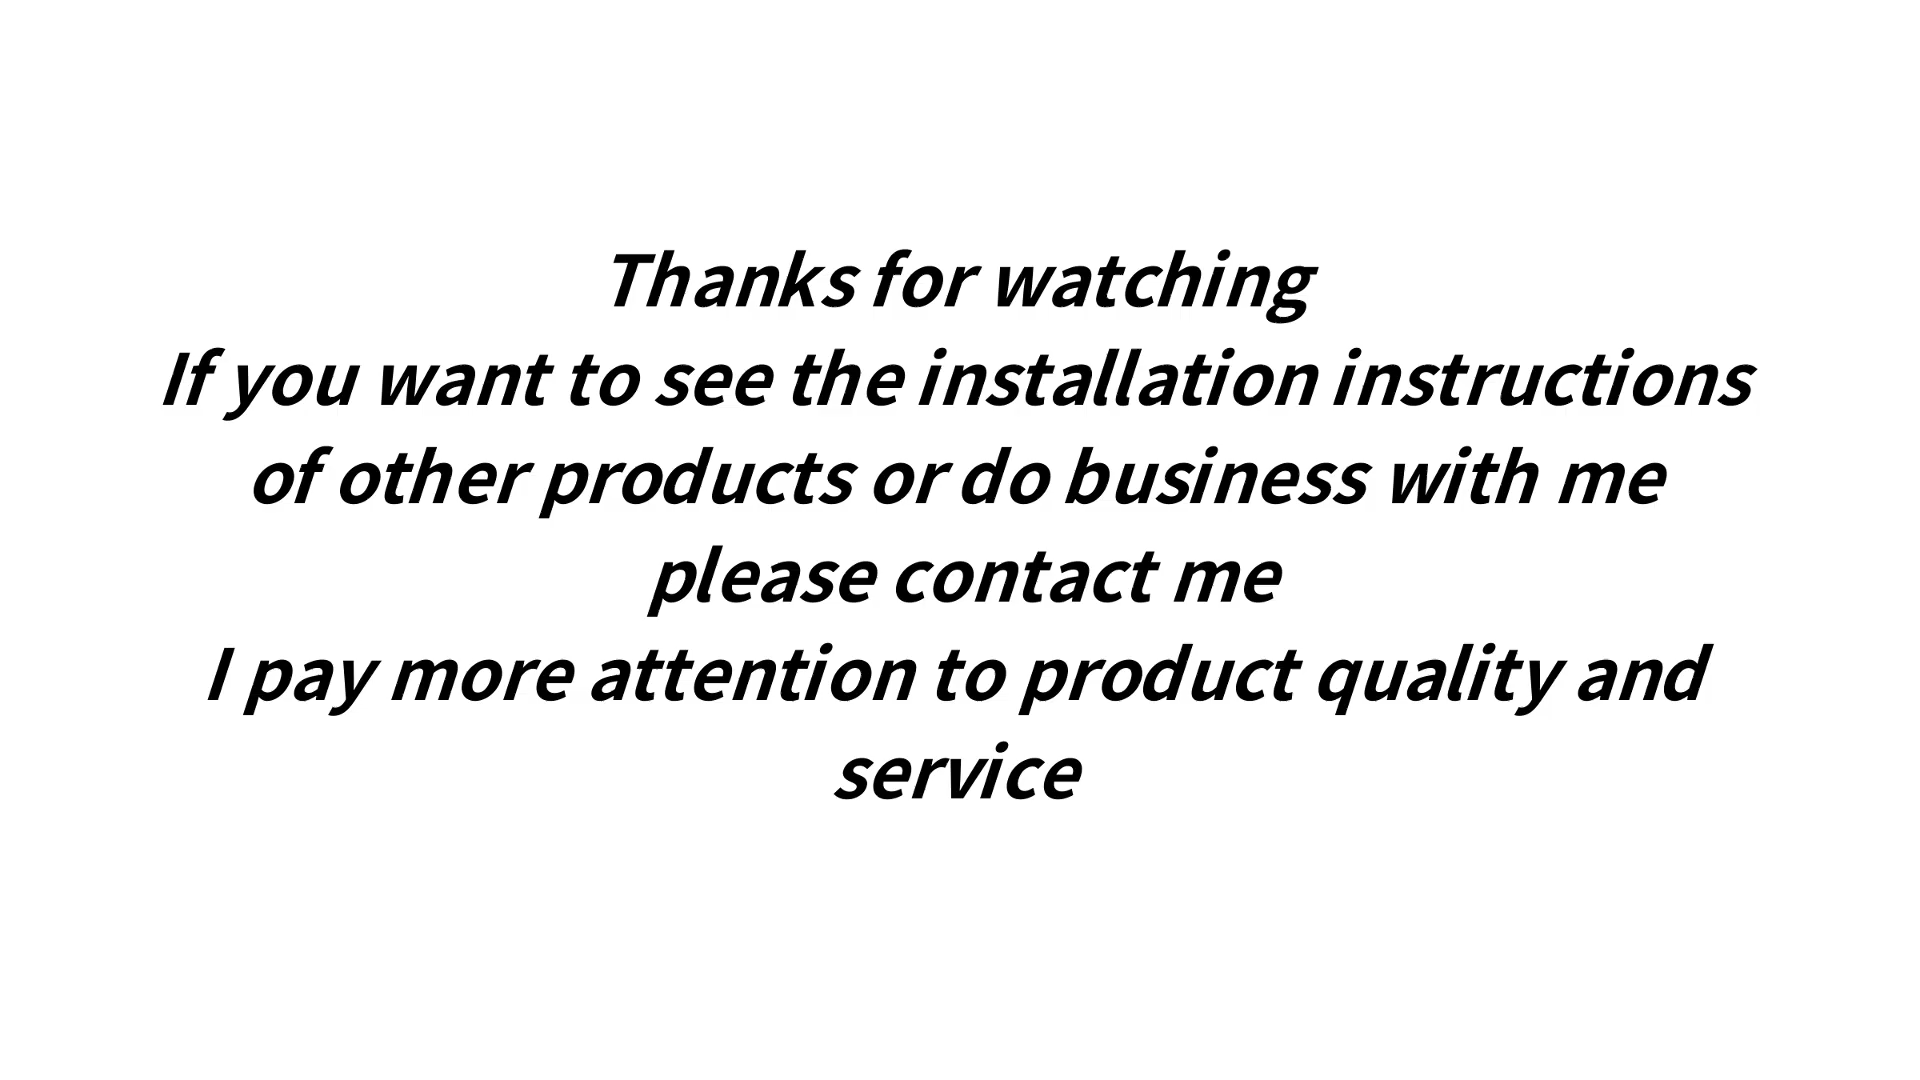 Thanks for watching
If you want to see the installation instructions
of other products or do business with me
please contact me
I pay more attention to product quality and
service